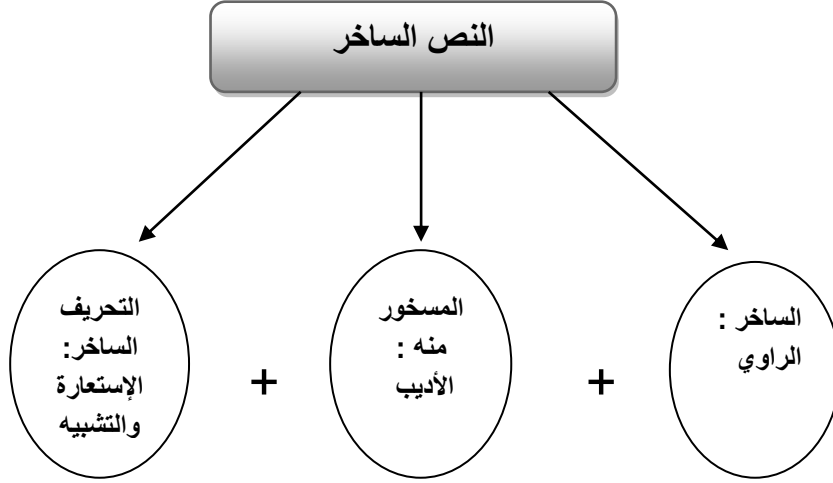 النص الساخر
الساخر :
الراوي
+
المسخور
منه :
الأديب
+
التحريف
الساخر:
الإستعارة
والتشبيه